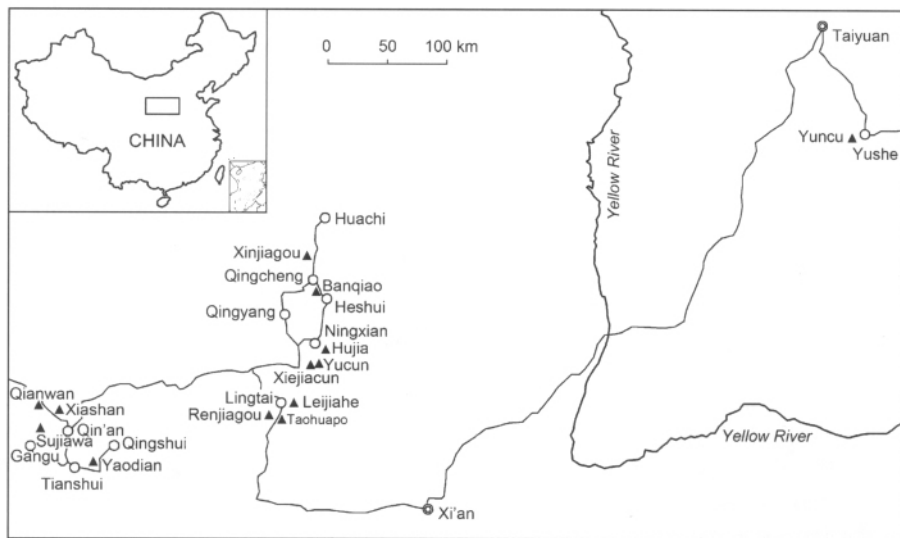 0 50 100 km
Taiyuan
CHINA
Yuncu
Yushe
Yellow River
Huachi
Xinjiagou
Qingcheng
Banqiao
Heshui
Qingyang
Ningxian
Hujia
Yucun
Xiejiacun
Qianwan
Xiashan
Lingtai
Leijiahe
Renjiagou
Taohuapo
Qin'an
Sujiawa
Qingshui
Gangu
Yellow River
Yaodian
Tianshui
Xi'an